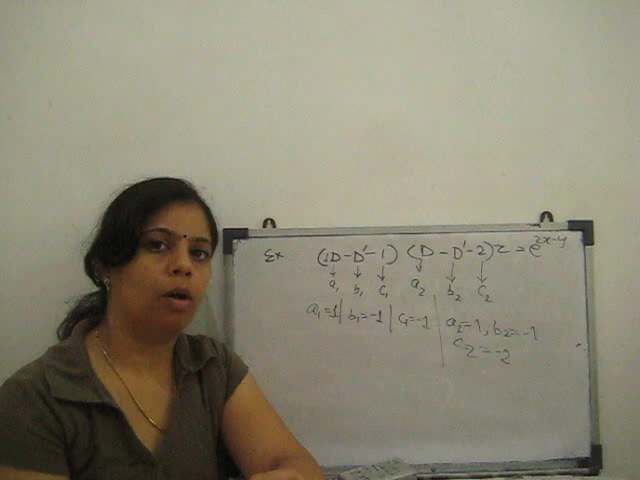 Ex (1D - D' - 1) (D - D' - 2) z = e^{2x-y}
↓ ↓ ↓ ↓ ↓ ↓
a₁ b₁ c₁ a₂ b₂ c₂
a₁ = 1 | b₁ = -1 | c₁ = -1 | a₂ = 1, b₂ = -1
c₂ = -2